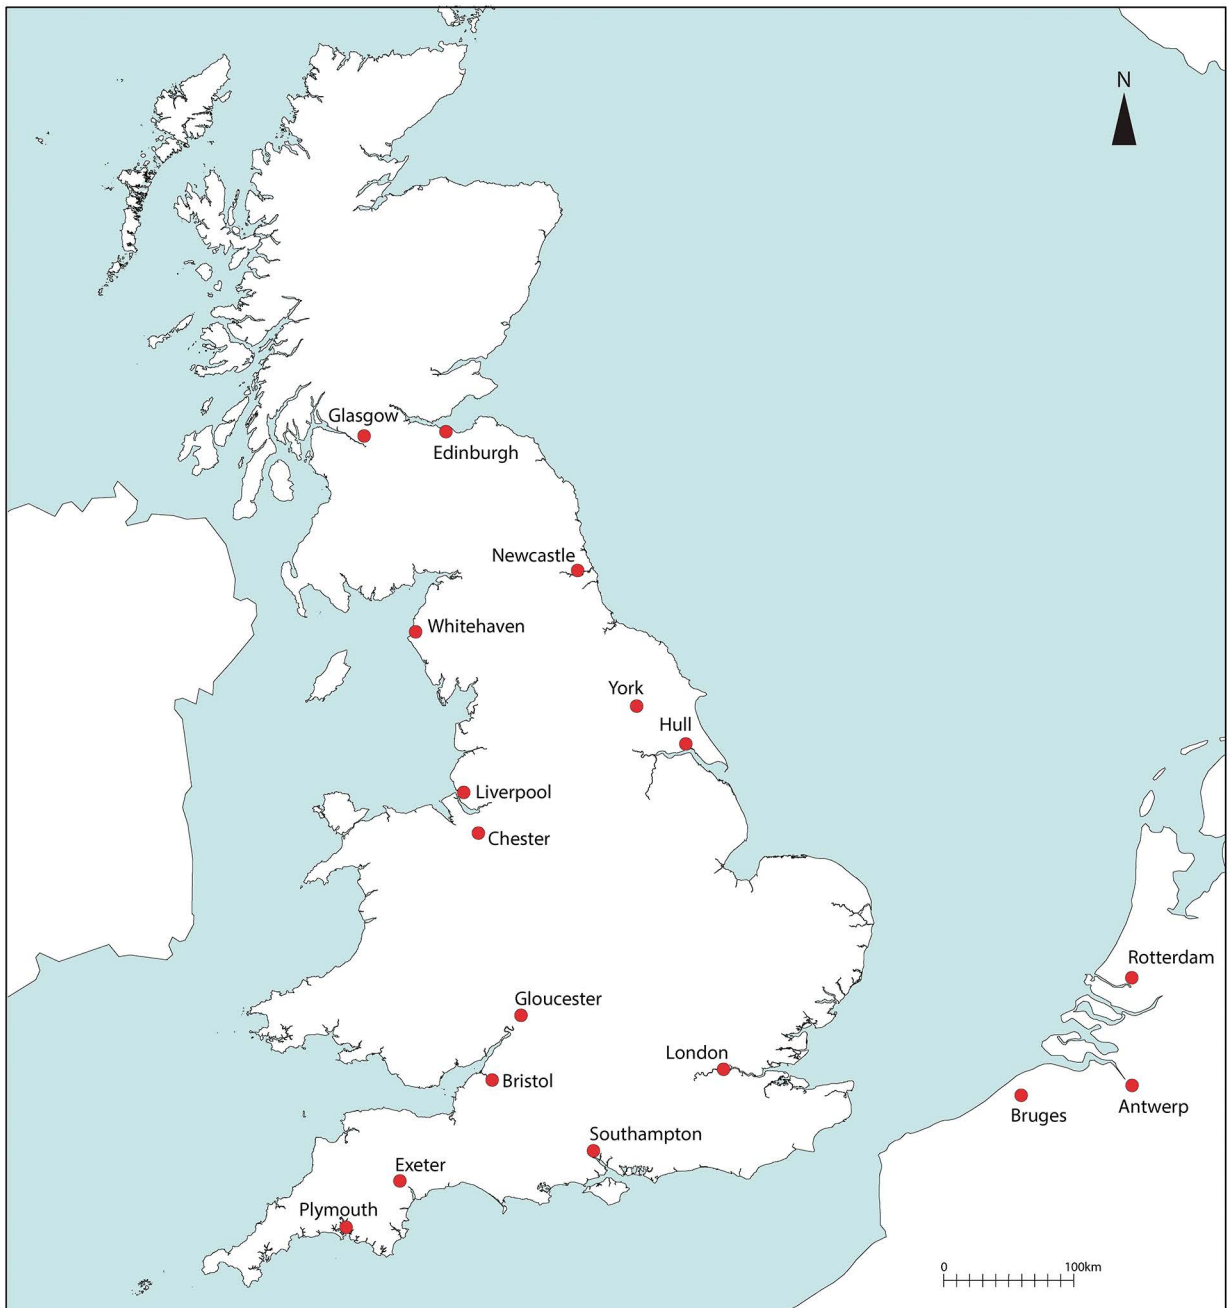 N
Glasgow
Edinburgh
Newcastle
Whitehaven
York
Hull
Liverpool
Chester
Rotterdam
Gloucester
London
Bristol
Antwerp
Bruges
Southampton
Exeter
Plymouth
0 100km